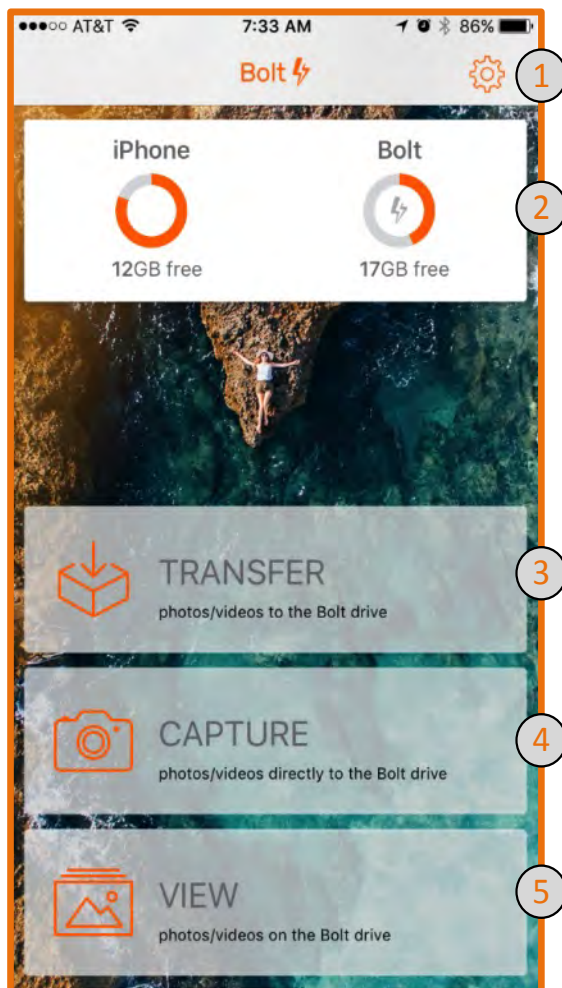 AT&T 7:33 AM 86%
Bolt
1
iPhone Bolt
2
12GB free 17GB free
TRANSFER
3
photos/videos to the Bolt drive
CAPTURE
4
photos/videos directly to the Bolt drive
VIEW
5
photos/videos on the Bolt drive